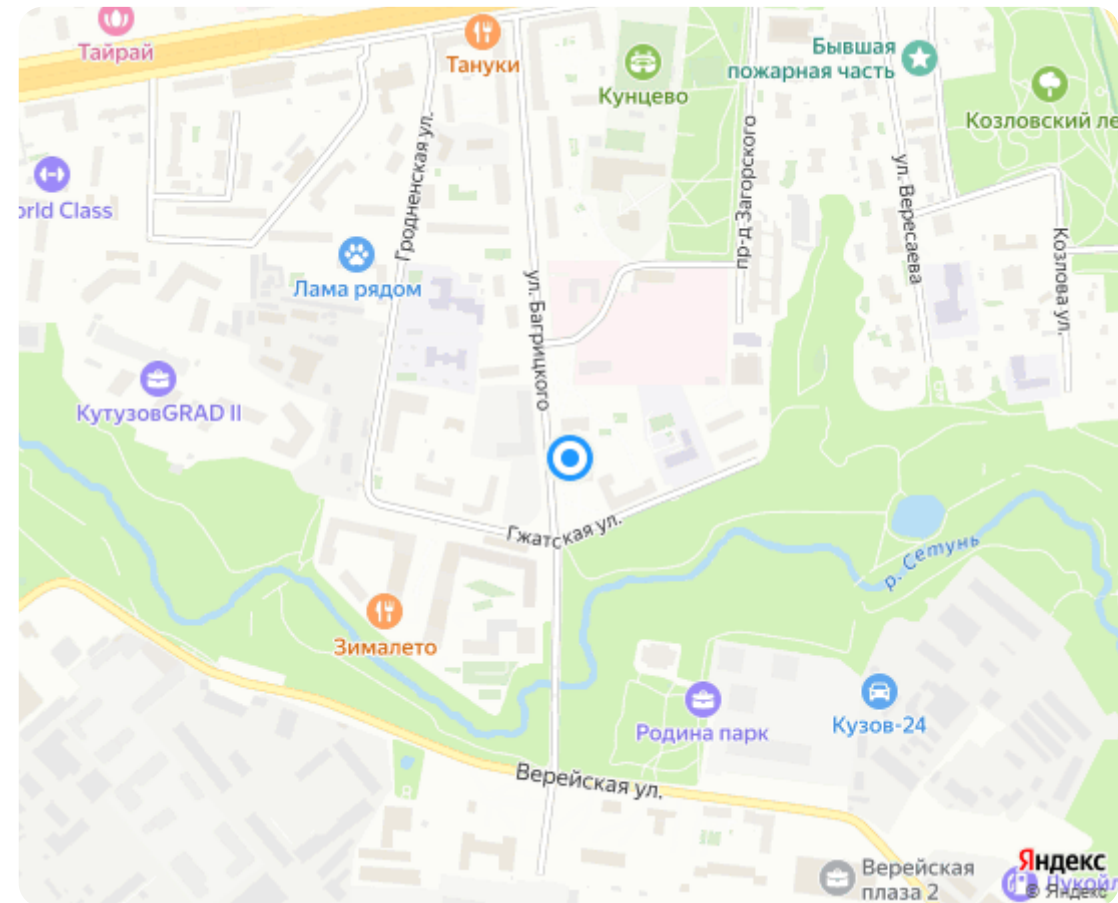 Тайрай
Тануки
Кунцево
Бывшая
пожарная часть
Козловский ле
orld Class
Гродненская ул.
Лама рядом
ул. Багрицкого
пр-д Загорского
ул. Вересаева
Козлова ул.
КутузовGRAD II
Гжатская ул.
р. Сетунь
Зималето
Родина парк
Кузов-24
Верейская ул.
Верейская
плаза 2
Яндекс
Лукойл
© Яндекс